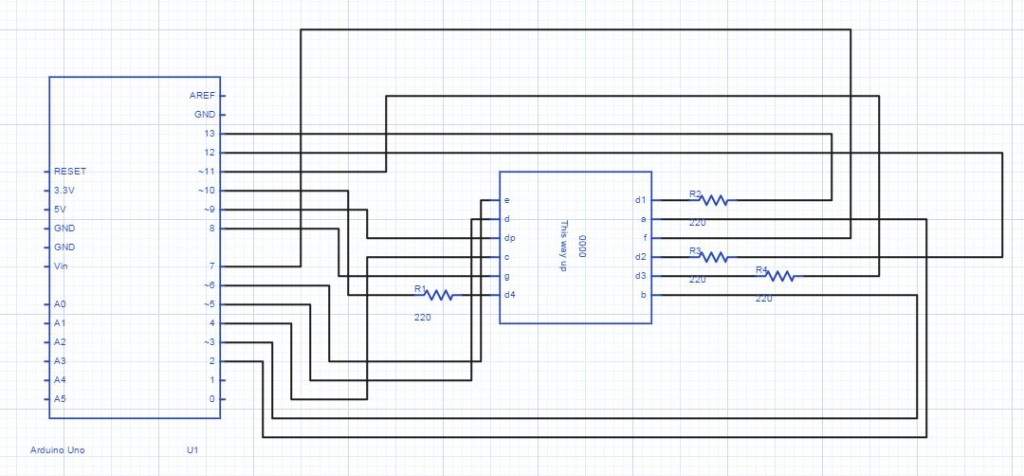 AREF
GND
13
12
~11
~10
~9
8
7
~6
~5
4
~3
2
1
0
RESET
3.3V
5V
GND
GND
Vin
A0
A1
A2
A3
A4
A5
Arduino Uno
U1
e
d
dp
c
g
d4
This way up
0000
d1
a
f
d2
d3
b
R1
220
R2
220
R3
220
R4
220